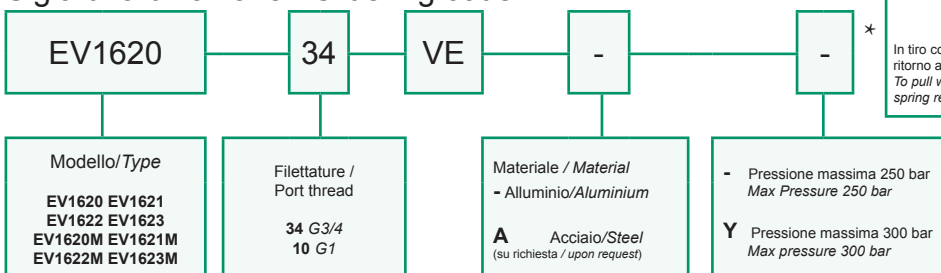 EV1620 34 VE - - *
In tiro
ritorno
To pull
spring
Modello/Type
EV1620 EV1621
EV1622 EV1623
EV1620M EV1621M
EV1622M EV1623M
Filettature /
Port thread
34 G3/4
10 G1
Materiale / Material
- Alluminio/Aluminium
A Acciaio/Steel
(su richiesta / upon request)
- Pressione massima 250 bar
Max Pressure 250 bar
Y Pressione massima 300 bar
Max pressure 300 bar